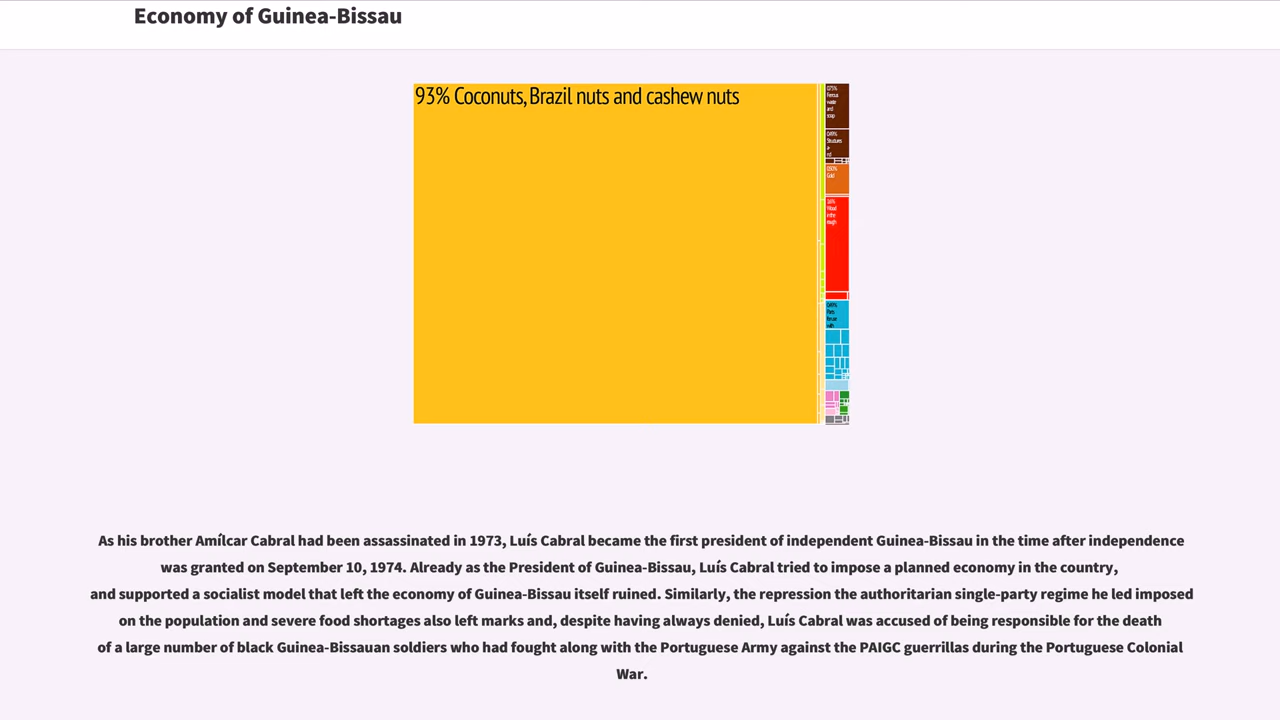 Economy of Guinea-Bissau
93% Coconuts, Brazil nuts and cashew nuts
Gold
Wood
in the
rough
As his brother Amílcar Cabral had been assassinated in 1973, Luís Cabral became the first president of independent Guinea-Bissau in the time after independence
was granted on September 10, 1974. Already as the President of Guinea-Bissau, Luís Cabral tried to impose a planned economy in the country,
and supported a socialist model that left the economy of Guinea-Bissau itself ruined. Similarly, the repression the authoritarian single-party regime he led imposed
on the population and severe food shortages also left marks and, despite having always denied, Luís Cabral was accused of being responsible for the death
of a large number of black Guinea-Bissauan soldiers who had fought along with the Portuguese Army against the PAIGC guerrillas during the Portuguese Colonial
War.